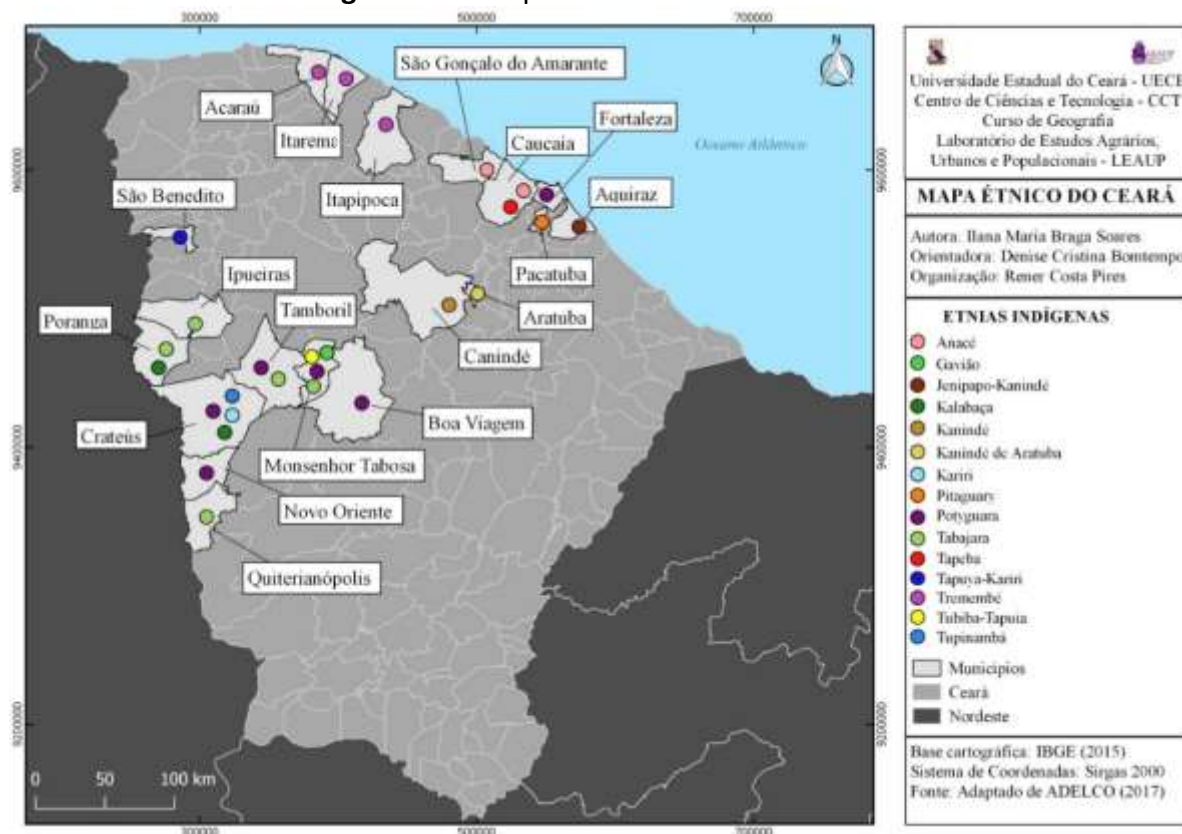 300000
500000
700000
N
São Gonçalo do Amarante
Acaraú
Fortaleza
Itarema
Caucaia
Oceano Atlântico
9600000
9600000
São Benedito
Itapipoca
Aquiraz
Ipueiras
Pacatuba
Tamboril
Poranga
Aratuba
Canindé
Crateús
Boa Viagem
9400000
9400000
Monsenhor Tabosa
Novo Oriente
Quiterianópolis
9200000
9200000
0 50 100 km
300000
500000
700000
Universidade Estadual do Ceará - UECE
Centro de Ciências e Tecnologia - CCT
Curso de Geografia
Laboratório de Estudos Agrários,
Urbanos e Populacionais - LEAUP
MAPA ÉTNICO DO CEARÁ
Autora: Ilana Maria Braga Soares
Orientadora: Denise Cristina Bomtempo
Organização: Rener Costa Pires
ETNIAS INDÍGENAS
Anacé
Gavião
Jenipapo-Kanindé
Kalabaça
Kanindé
Kanindé de Aratuba
Kariri
Pitaguary
Potyguara
Tabajara
Tapeba
Tapuya-Kariri
Tremembé
Tubiba-Tapuia
Tupinambá
Municípios
Ceará
Nordeste
Base cartográfica: IBGE (2015)
Sistema de Coordenadas: Sirgas 2000
Fonte: Adaptado de ADELCO (2017)